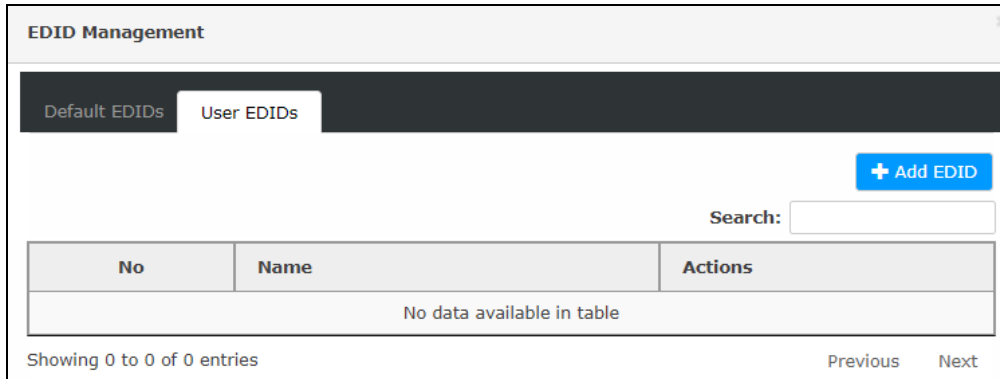 EDID Management
Default EDIDs User EDIDs
+ Add EDID
Search:
No Name Actions
No data available in table
Showing 0 to 0 of 0 entries Previous Next